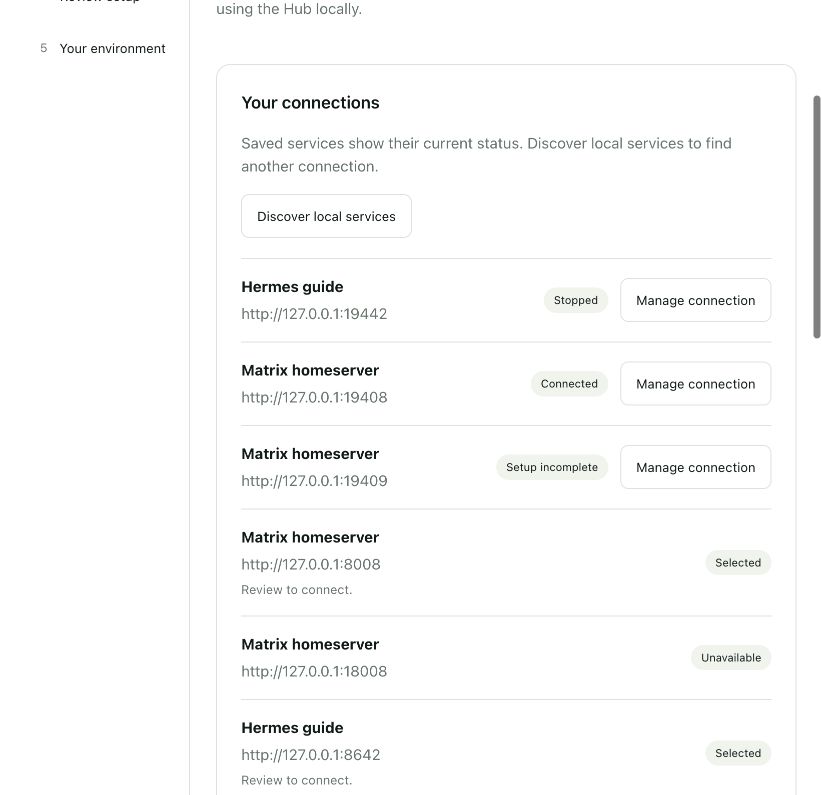 Review setup
using the Hub locally.
5 Your environment
Your connections
Saved services show their current status. Discover local services to find
another connection.
Discover local services
Hermes guide
http://127.0.0.1:19442
Stopped
Manage connection
Matrix homeserver
http://127.0.0.1:19408
Connected
Manage connection
Matrix homeserver
http://127.0.0.1:19409
Setup incomplete
Manage connection
Matrix homeserver
http://127.0.0.1:8008
Review to connect.
Selected
Matrix homeserver
http://127.0.0.1:18008
Unavailable
Hermes guide
http://127.0.0.1:8642
Review to connect.
Selected